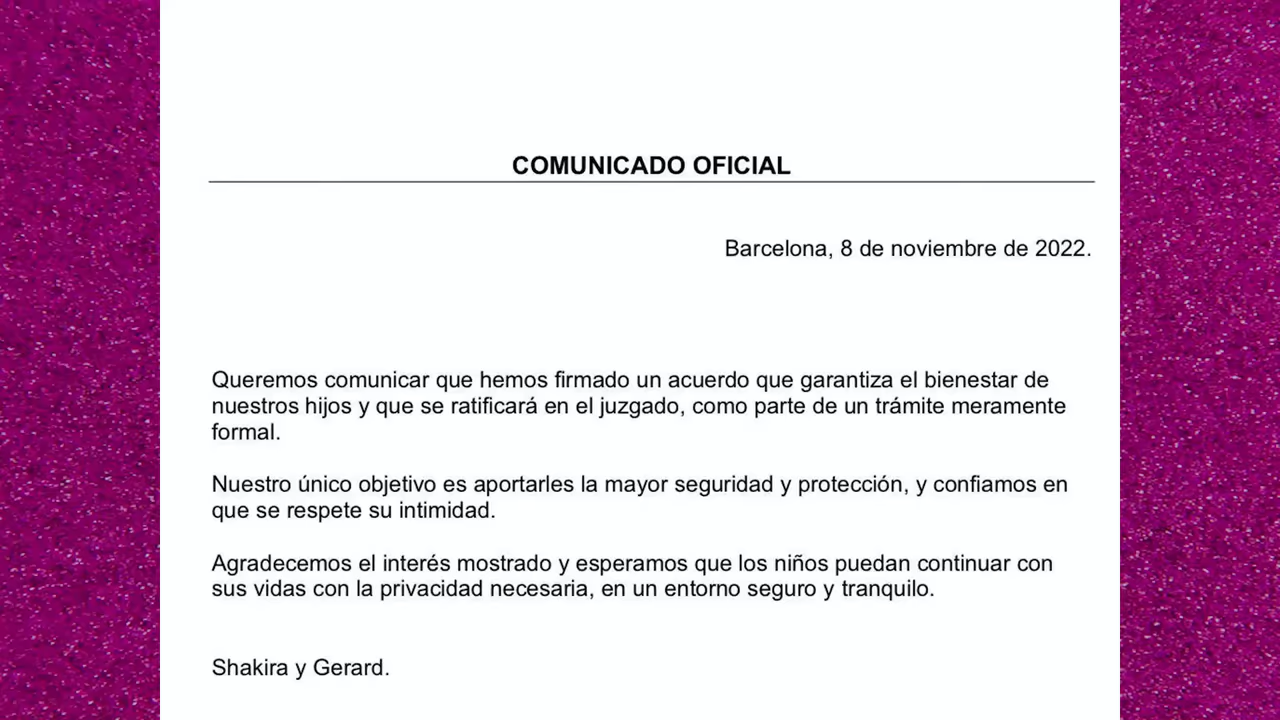 COMUNICADO OFICIAL
Barcelona, 8 de noviembre de 2022.
Queremos comunicar que hemos firmado un acuerdo que garantiza el bienestar de
nuestros hijos y que se ratificará en el juzgado, como parte de un trámite meramente
formal.
Nuestro único objetivo es aportarles la mayor seguridad y protección, y confiamos en
que se respete su intimidad.
Agradecemos el interés mostrado y esperamos que los niños puedan continuar con
sus vidas con la privacidad necesaria, en un entorno seguro y tranquilo.
Shakira y Gerard.